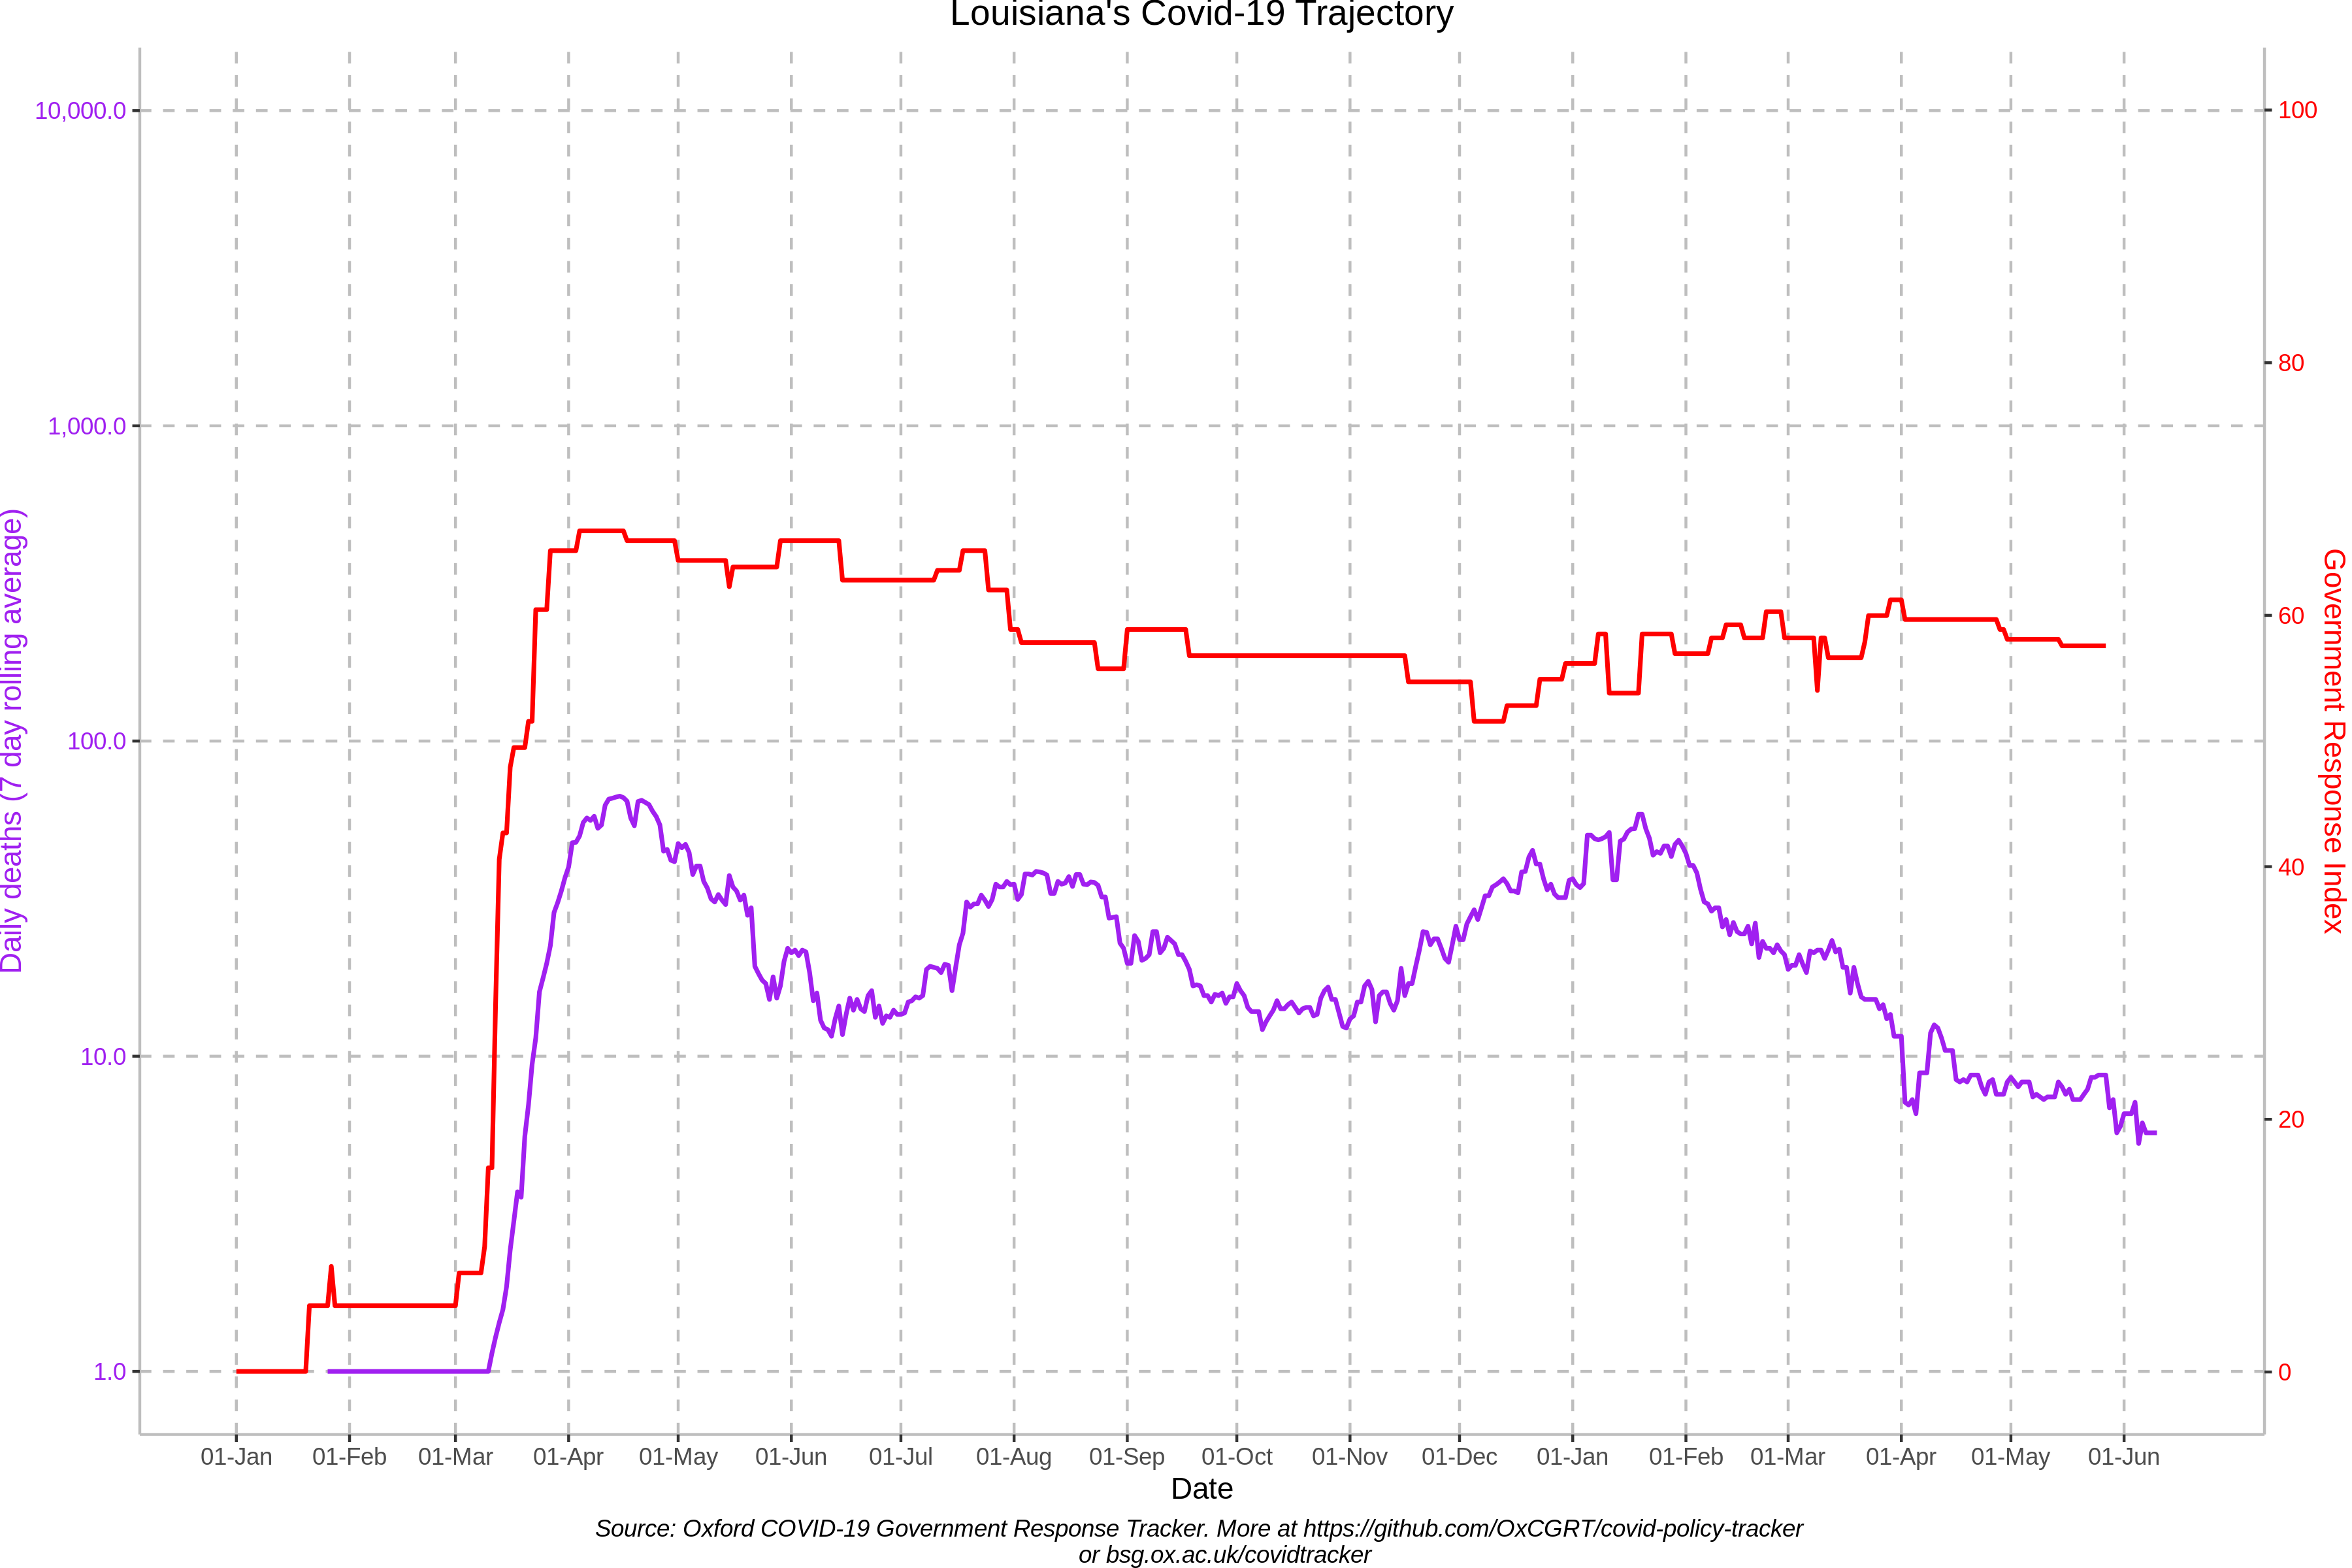 Louisiana's Covid-19 Trajectory
10,000.0
1,000.0
100.0
10.0
1.0
Daily deaths (7 day rolling average)
100
80
60
40
20
0
Government Response Index
01-Jan 01-Feb 01-Mar 01-Apr 01-May 01-Jun 01-Jul 01-Aug 01-Sep 01-Oct 01-Nov 01-Dec 01-Jan 01-Feb 01-Mar 01-Apr 01-May 01-Jun
Date
Source: Oxford COVID-19 Government Response Tracker. More at https://github.com/OxCGRT/covid-policy-tracker
or bsg.ox.ac.uk/covidtracker